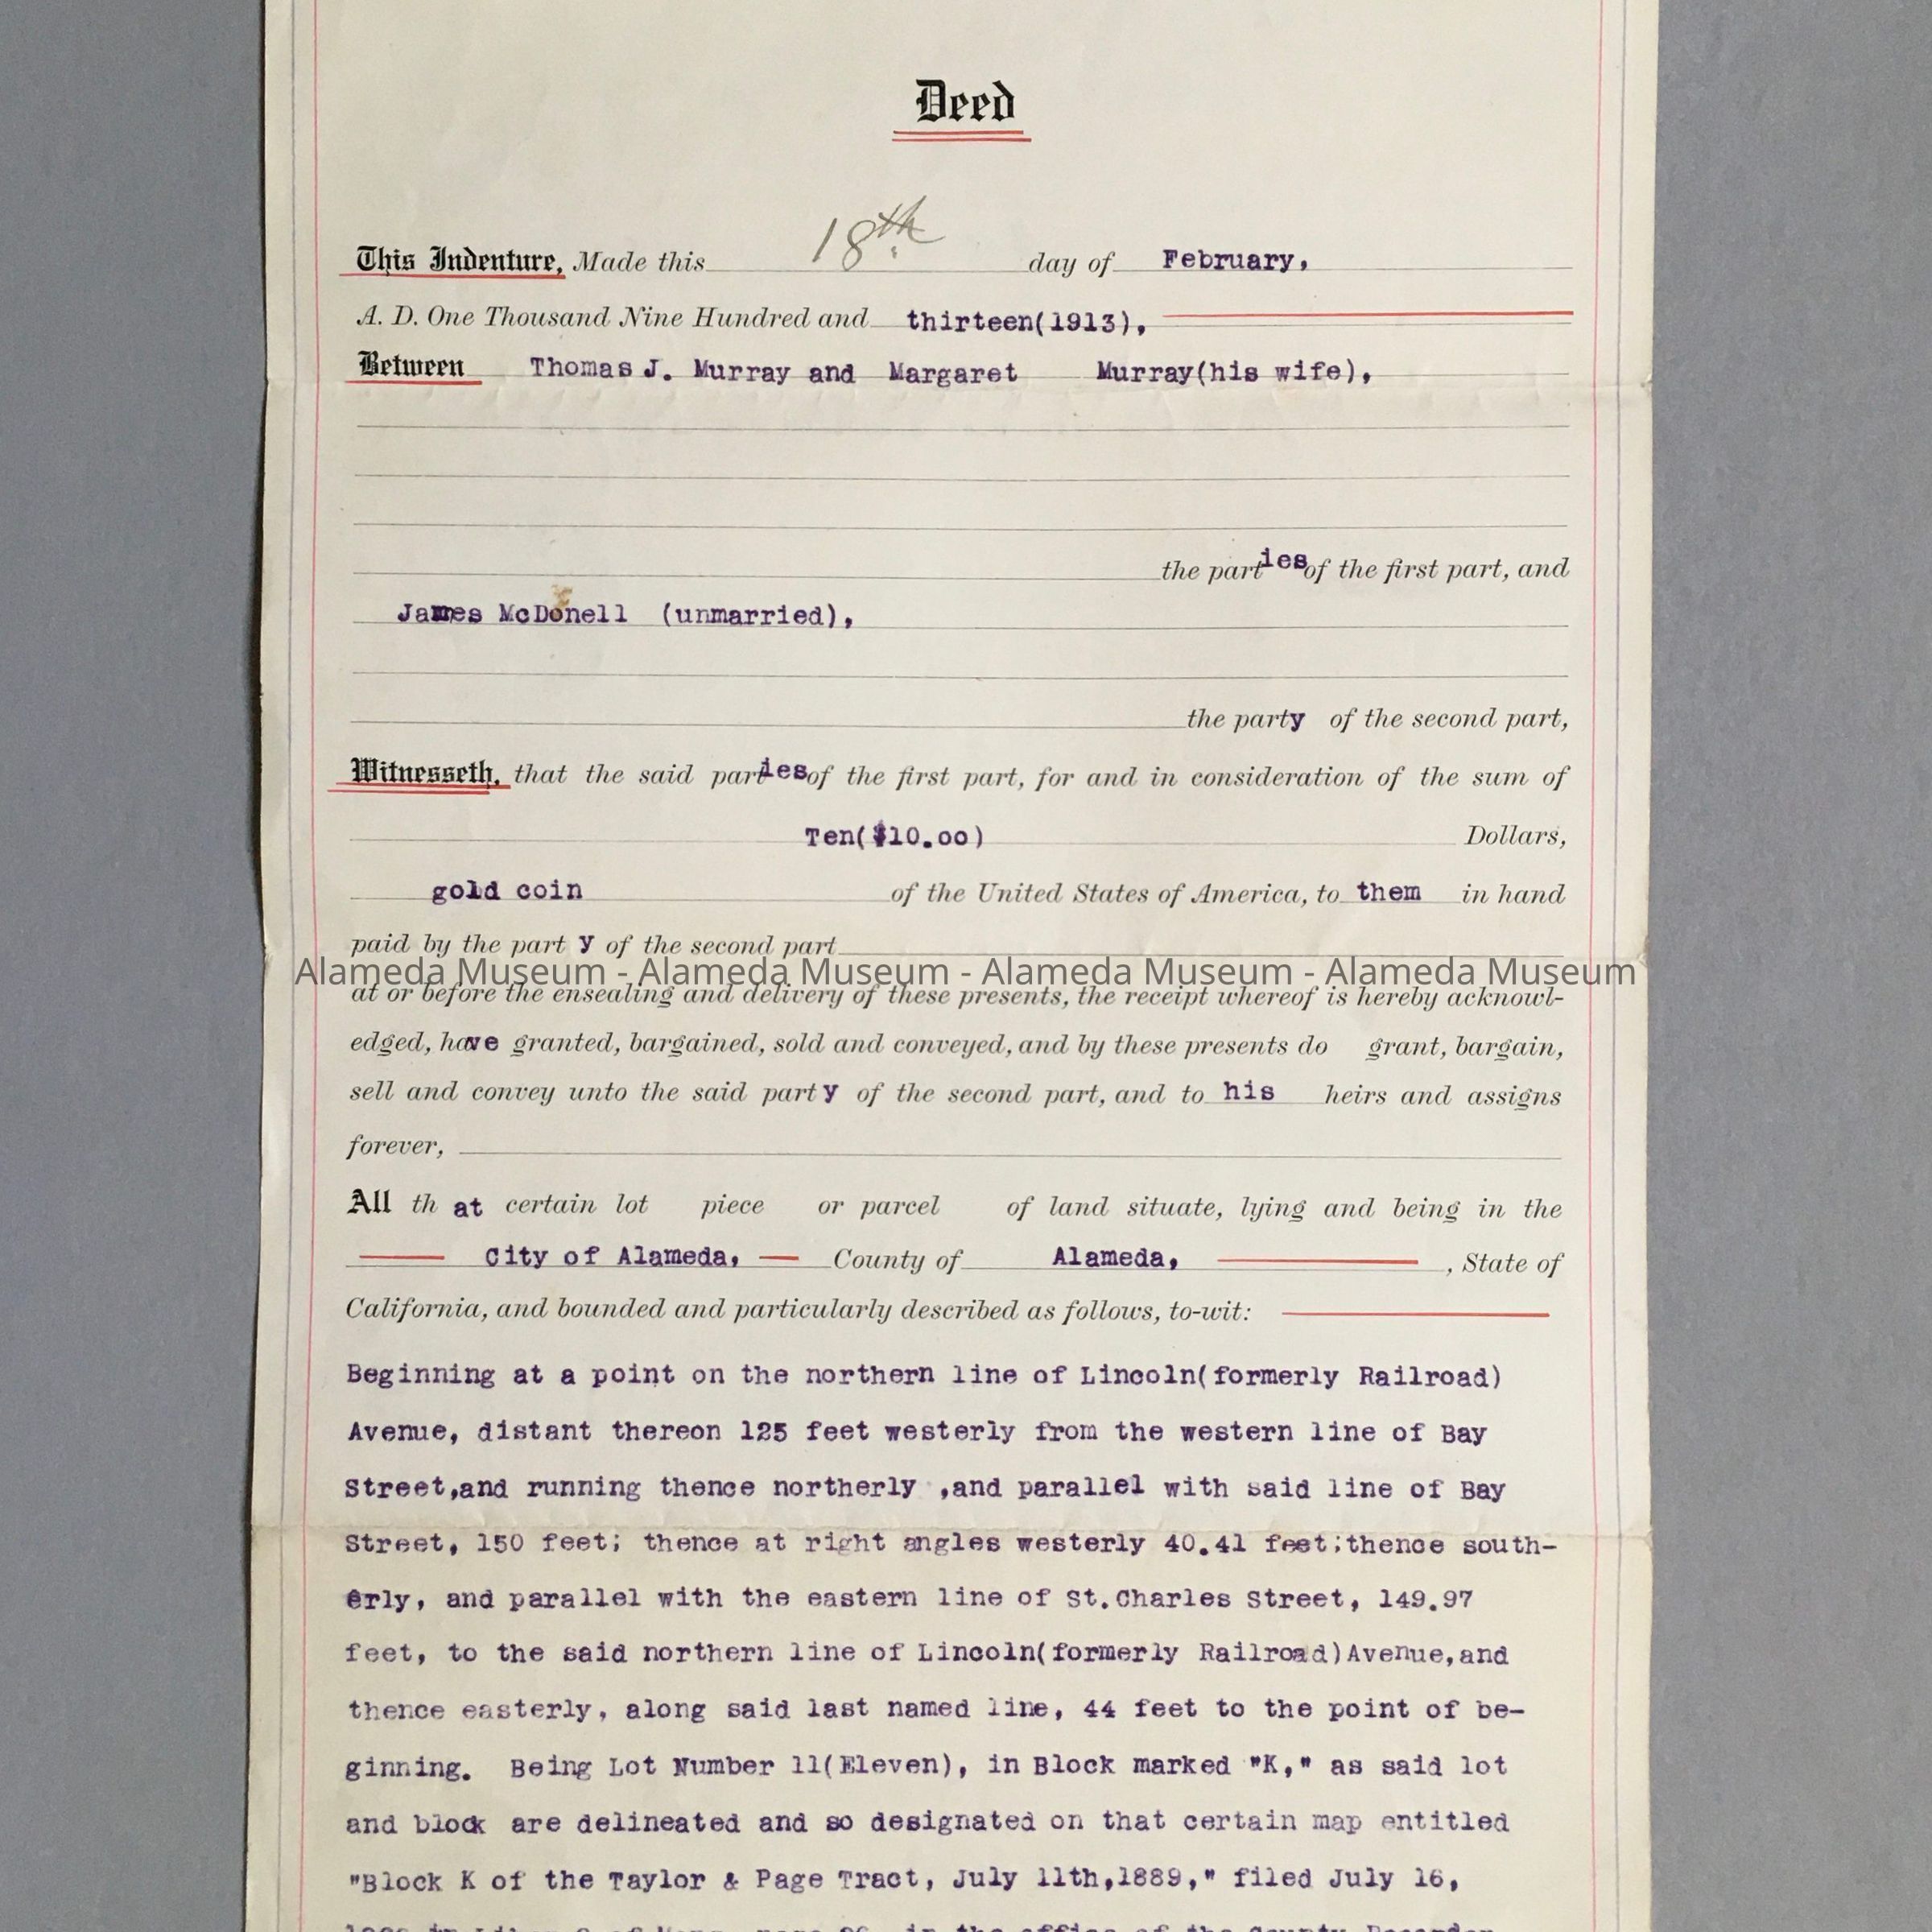 Deed
This Indenture, Made this 18th day of February,
A. D. One Thousand Nine Hundred and thirteen(1913),
Between Thomas J. Murray and Margaret Murray(his wife),
the parties of the first part, and
James McDonell (unmarried),
the party of the second part,
Witnesseth, that the said parties of the first part, for and in consideration of the sum of
Ten($10.oo) Dollars,
gold coin of the United States of America, to them in hand
paid by the part y of the second part
Alameda Museum - Alameda Museum - Alameda Museum - Alameda Museum
at or before the ensealing and delivery of these presents, the receipt whereof is hereby acknowl-
edged, have granted, bargained, sold and conveyed, and by these presents do grant, bargain,
sell and convey unto the said party of the second part, and to his heirs and assigns
forever,
All th at certain lot piece or parcel of land situate, lying and being in the
City of Alameda, County of Alameda, , State of
California, and bounded and particularly described as follows, to-wit:
Beginning at a point on the northern line of Lincoln(formerly Railroad)
Avenue, distant thereon 125 feet westerly from the western line of Bay
Street,and running thence northerly ,and parallel with said line of Bay
Street, 150 feet; thence at right angles westerly 40.41 feet;thence south-
erly, and parallel with the eastern line of St.Charles Street, 149.97
feet, to the said northern line of Lincoln(formerly Railroad)Avenue,and
thence easterly, along said last named line, 44 feet to the point of be-
ginning. Being Lot Number 11(Eleven), in Block marked "K," as said lot
and block are delineated and so designated on that certain map entitled
"Block K of the Taylor & Page Tract, July 11th,1889," filed July 16,